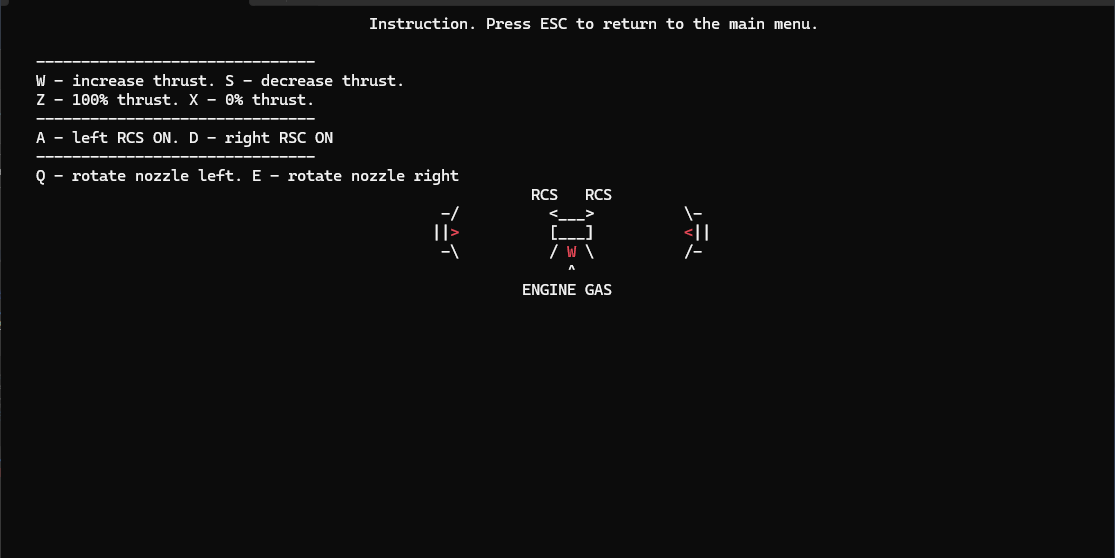 Instruction. Press ESC to return to the main menu.
-------------------------------
W - increase thrust. S - decrease thrust.
Z - 100% thrust. X - 0% thrust.
-------------------------------
A - left RCS ON. D - right RSC ON
-------------------------------
Q - rotate nozzle left. E - rotate nozzle right
RCS   RCS
-/          <___>          \-
||>          [___]          <||
-\          / W \          /-
^
ENGINE GAS